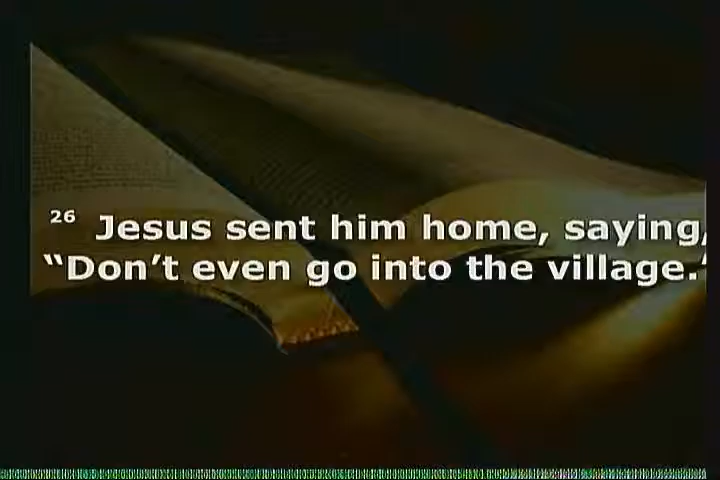 26 Jesus sent him home, saying,
“Don’t even go into the village.”